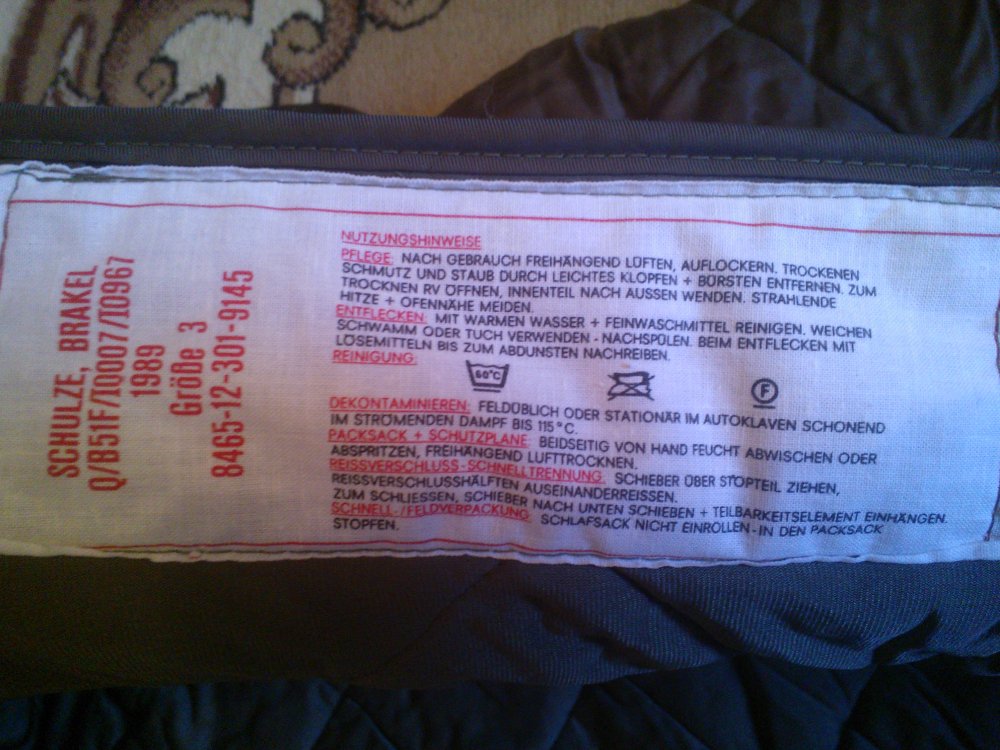 SCHULZE, BRAKEL
Q/B51F/I0007/I0967
1989
Größe 3
8465-12-301-9145
NUTZUNGSHINWEISE
PFLEGE: NACH GEBRAUCH FREIHÄNGEND LÜFTEN, AUFLOCKERN. TROCKENEN
SCHMUTZ UND STAUB DURCH LEICHTES KLOPFEN + BÜRSTEN ENTFERNEN. ZUM
TROCKNEN RV ÖFFNEN, INNENTEIL NACH AUSSEN WENDEN. STRAHLENDE
HITZE + OFENNÄHE MEIDEN.
ENTFLECKEN: MIT WARMEN WASSER + FEINWASCHMITTEL REINIGEN. WEICHEN
SCHWAMM ODER TUCH VERWENDEN - NACHSPÜLEN. BEIM ENTFLECKEN MIT
LÖSEMITTELN BIS ZUM ABDUNSTEN NACHREIBEN.
REINIGUNG:
60°C
F
DEKONTAMINIEREN: FELDÜBLICH ODER STATIONÄR IM AUTOKLAVEN SCHONEND
IM STRÖMENDEN DAMPF BIS 115°C.
PACKSACK + SCHUTZPLANE: BEIDSEITIG VON HAND FEUCHT ABWISCHEN ODER
ABSPRITZEN, FREIHÄNGEND LUFTTROCKNEN.
REISSVERSCHLUSS-SCHNELLTRENNUNG: SCHIEBER ÜBER STOPTEIL ZIEHEN,
REISSVERSCHLUSSHÄLFTEN AUSEINANDERREISSEN.
ZUM SCHLIESSEN, SCHIEBER NACH UNTEN SCHIEBEN + TEILBARKEITSELEMENT EINHÄNGEN.
SCHNELL-/FELDVERPACKUNG: SCHLAFSACK NICHT EINROLLEN - IN DEN PACKSACK
STOPFEN.